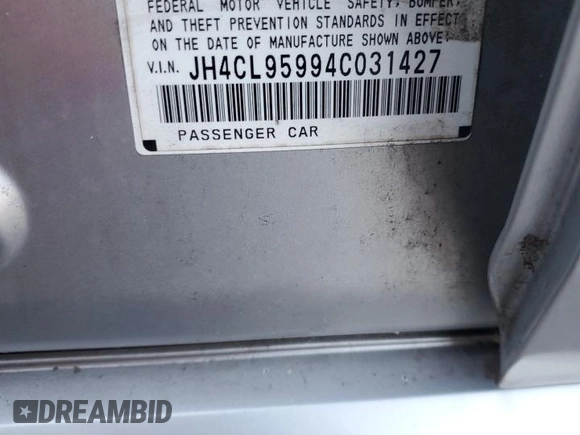 FEDERAL MOTOR VEHICLE SAFETY, BUMPER,
AND THEFT PREVENTION STANDARDS IN EFFECT
ON THE DATE OF MANUFACTURE SHOWN ABOVE.
V.I.N. JH4CL95994C031427
PASSENGER CAR
DREAMBID